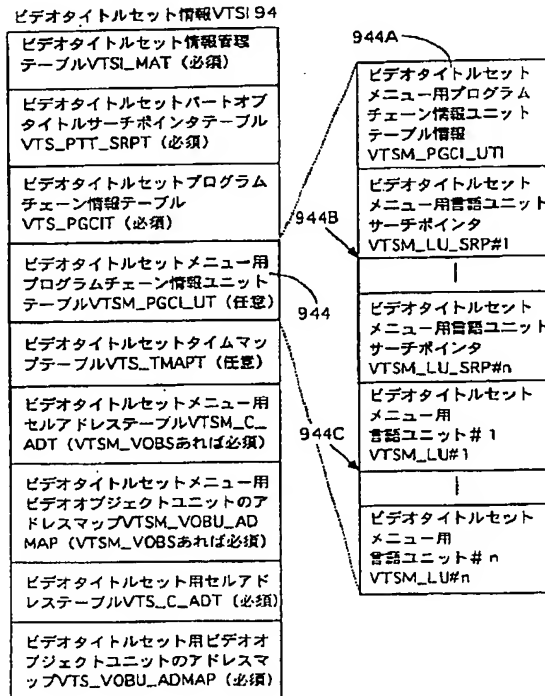 ビデオタイトルセット情報VTSI 94
ビデオタイトルセット情報管理
テーブルVTSI_MAT（必須）
ビデオタイトルセットパートオブ
タイトルサーチポインタテーブル
VTS_PTT_SRPT（必須）
ビデオタイトルセットプログラム
チェーン情報テーブル
VTS_PGCIT（必須）
ビデオタイトルセットメニュー用
プログラムチェーン情報ユニット
テーブルVTSM_PGCI_UT（任意）
ビデオタイトルセットタイムマッ
プテーブルVTS_TMAPT（任意）
ビデオタイトルセットメニュー用
セルアドレステーブルVTSM_C_
ADT（VTSM_VOBSあれば必須）
ビデオタイトルセットメニュー用
ビデオオブジェクトユニットのア
ドレスマップVTSM_VOBU_AD
MAP（VTSM_VOBSあれば必須）
ビデオタイトルセット用セルアド
レステーブルVTS_C_ADT（必須）
ビデオタイトルセット用ビデオオ
ブジェクトユニットのアドレスマ
ップVTS_VOBU_ADMAP（必須）
944
944A
ビデオタイトルセット
メニュー用プログラム
チェーン情報ユニット
テーブル情報
VTSM_PGCI_UTI
944B
ビデオタイトルセット
メニュー用言語ユニット
サーチポインタ
VTSM_LU_SRP#1
ビデオタイトルセット
メニュー用言語ユニット
サーチポインタ
VTSM_LU_SRP#n
944C
ビデオタイトルセット
メニュー用
言語ユニット#1
VTSM_LU#1
ビデオタイトルセット
メニュー用
言語ユニット#n
VTSM_LU#n